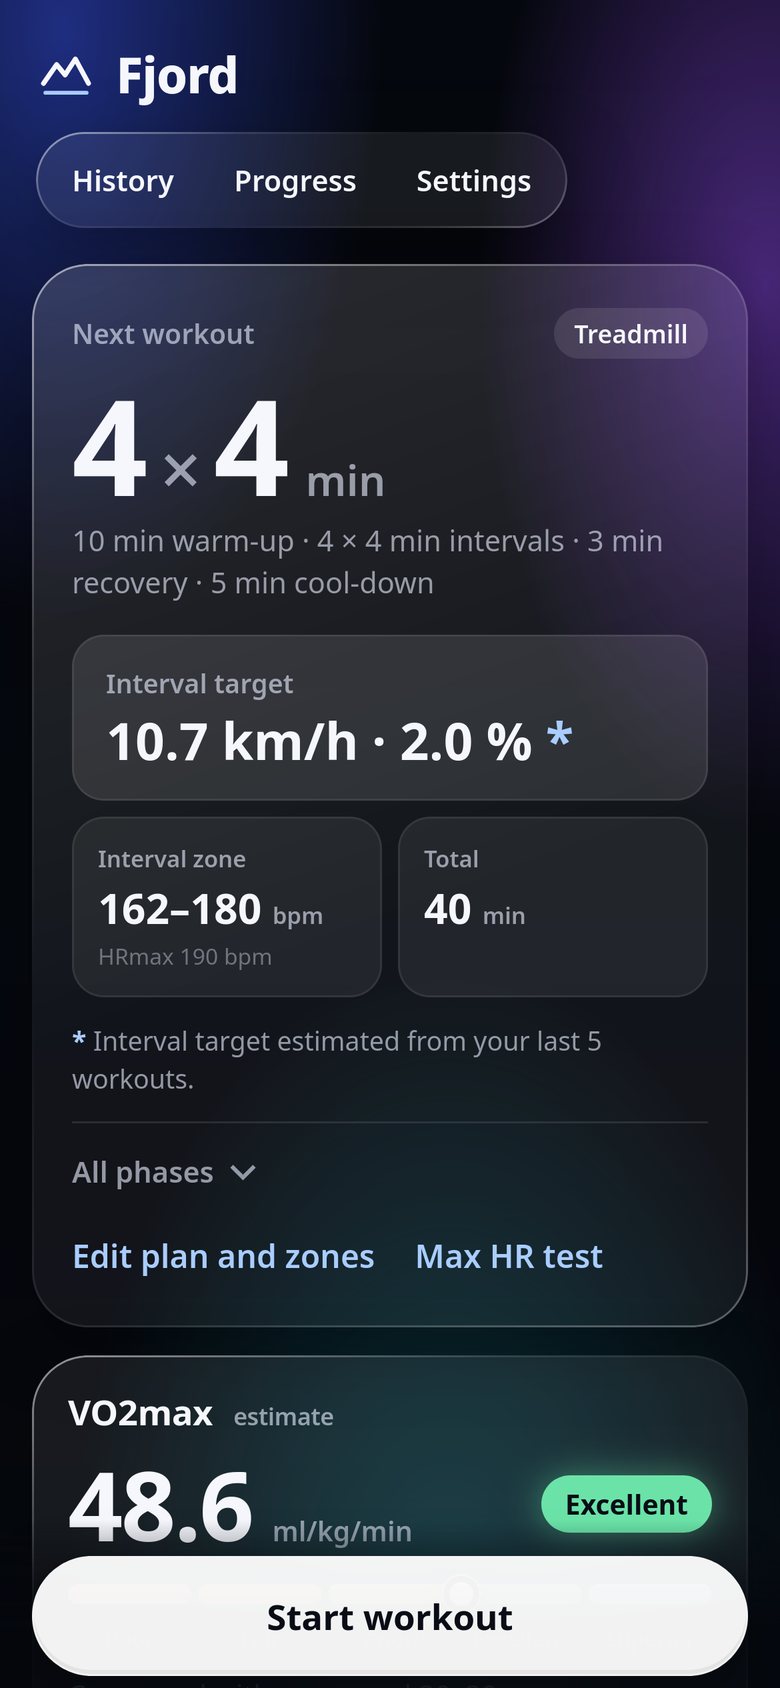 Fjord
History Progress Settings
Next workout Treadmill
4 × 4 min
10 min warm-up · 4 × 4 min intervals · 3 min
recovery · 5 min cool-down
Interval target
10.7 km/h · 2.0 % *
Interval zone Total
162–180 bpm 40 min
HRmax 190 bpm
* Interval target estimated from your last 5
workouts.
All phases
Edit plan and zones Max HR test
VO2max estimate
48.6 ml/kg/min Excellent
Start workout